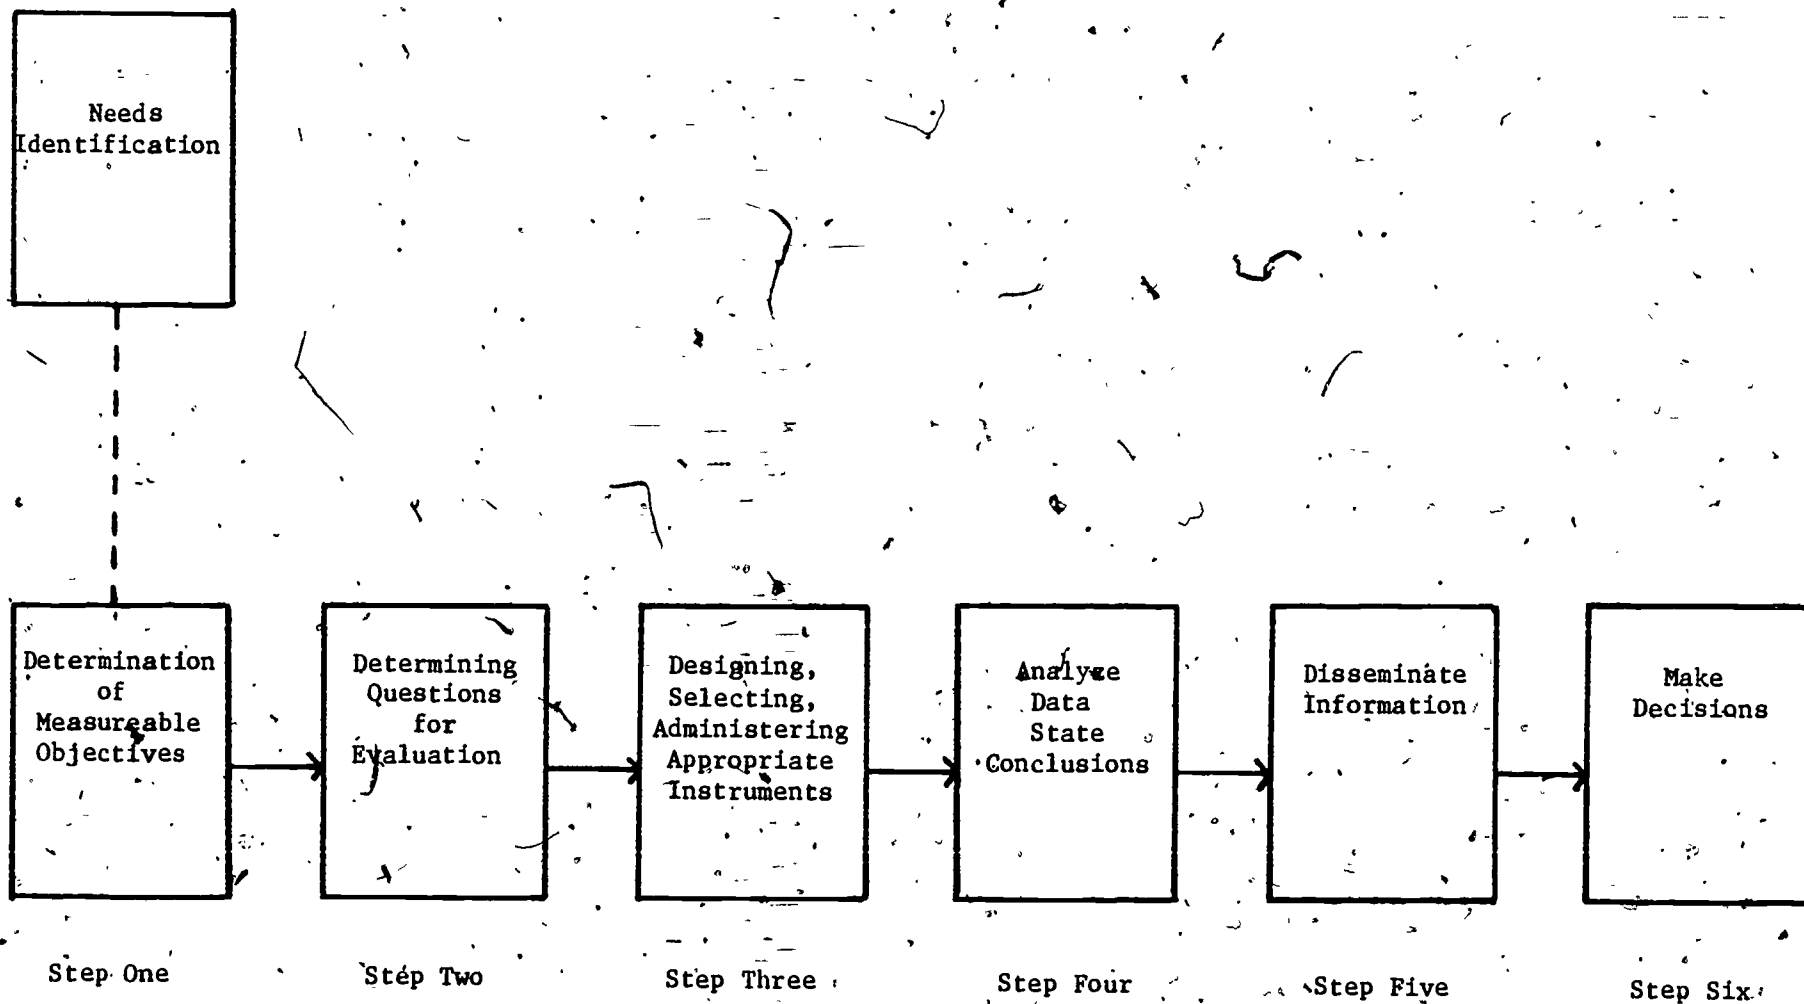 Needs
Identification
Determination
of
Measureable
Objectives
Determining
Questions
for
Evaluation
Designing,
Selecting,
Administering
Appropriate
Instruments
Analyze
Data
State
Conclusions
Disseminate
Information
Make
Decisions
Step One
Step Two
Step Three
Step Four
Step Five
Step Six